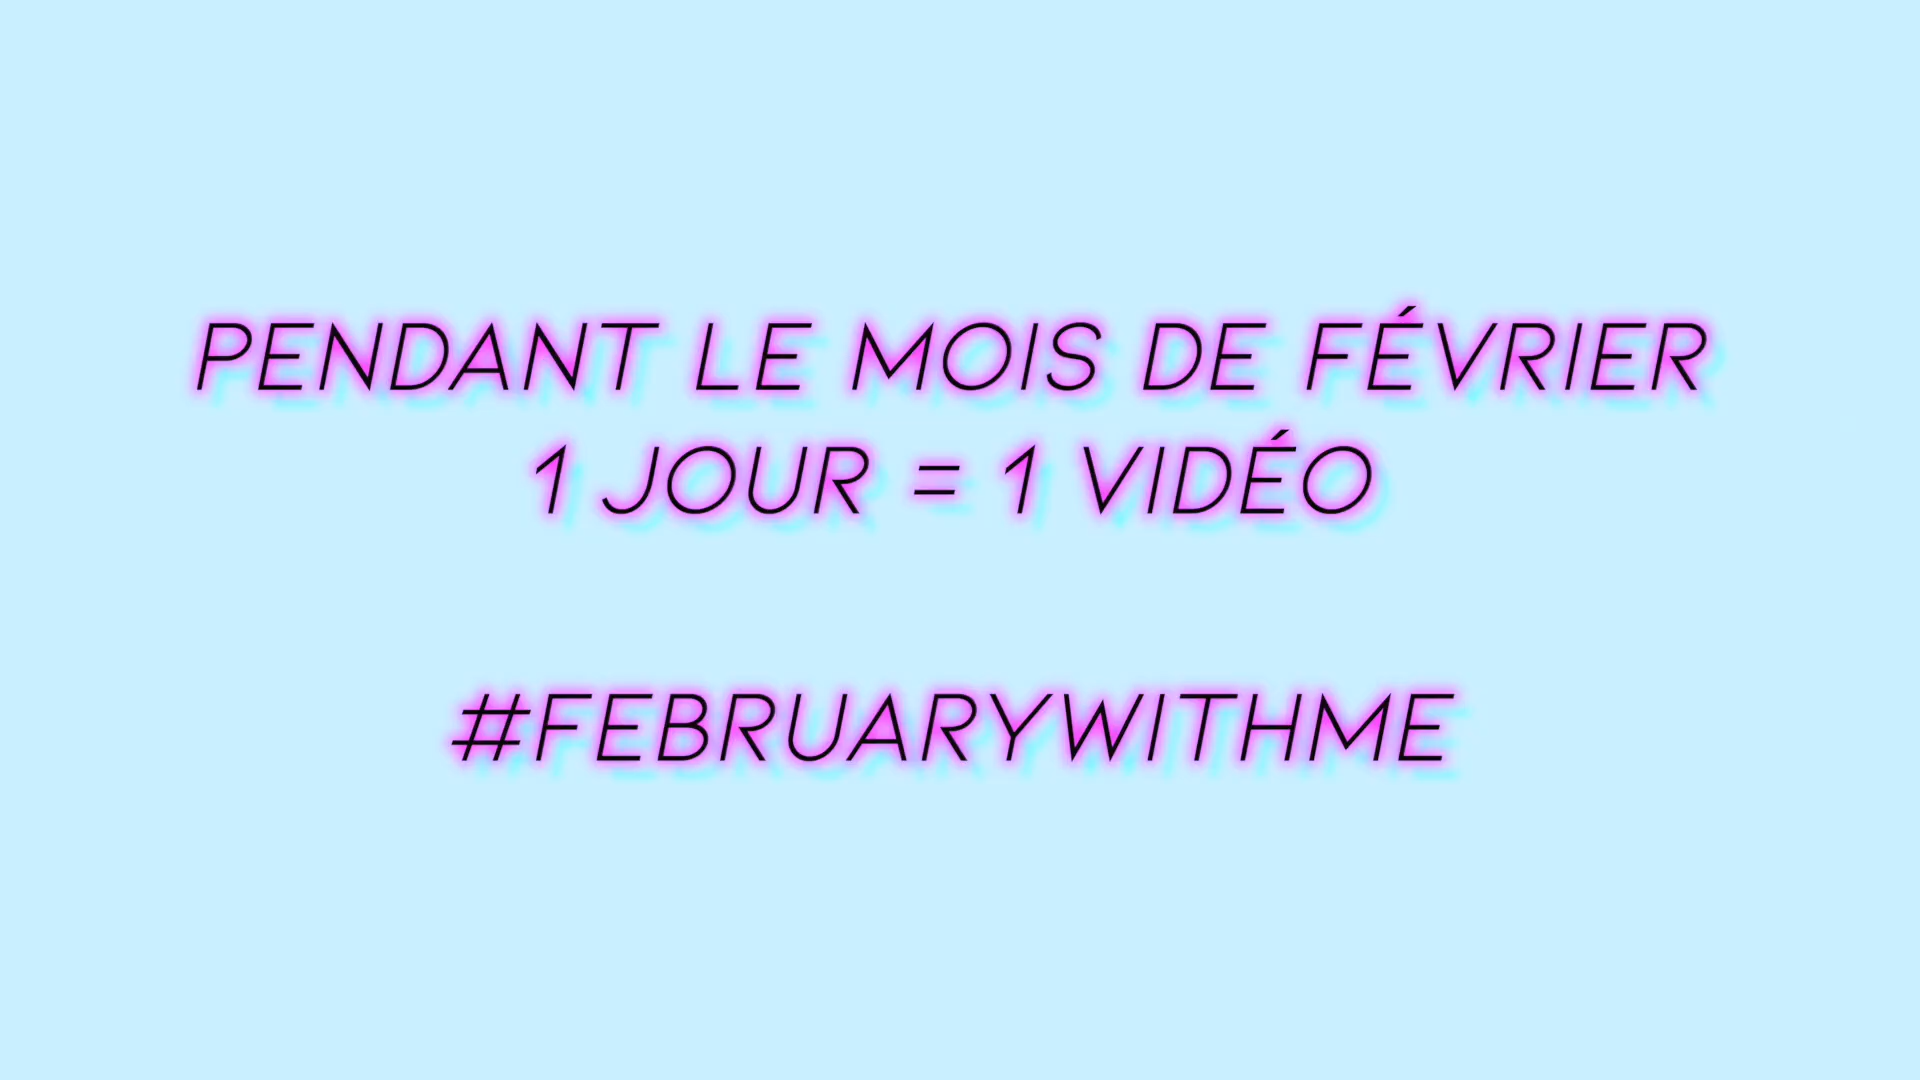 PENDANT LE MOIS DE FÉVRIER
1 JOUR = 1 VIDÉO
#FEBRUARYWITHME